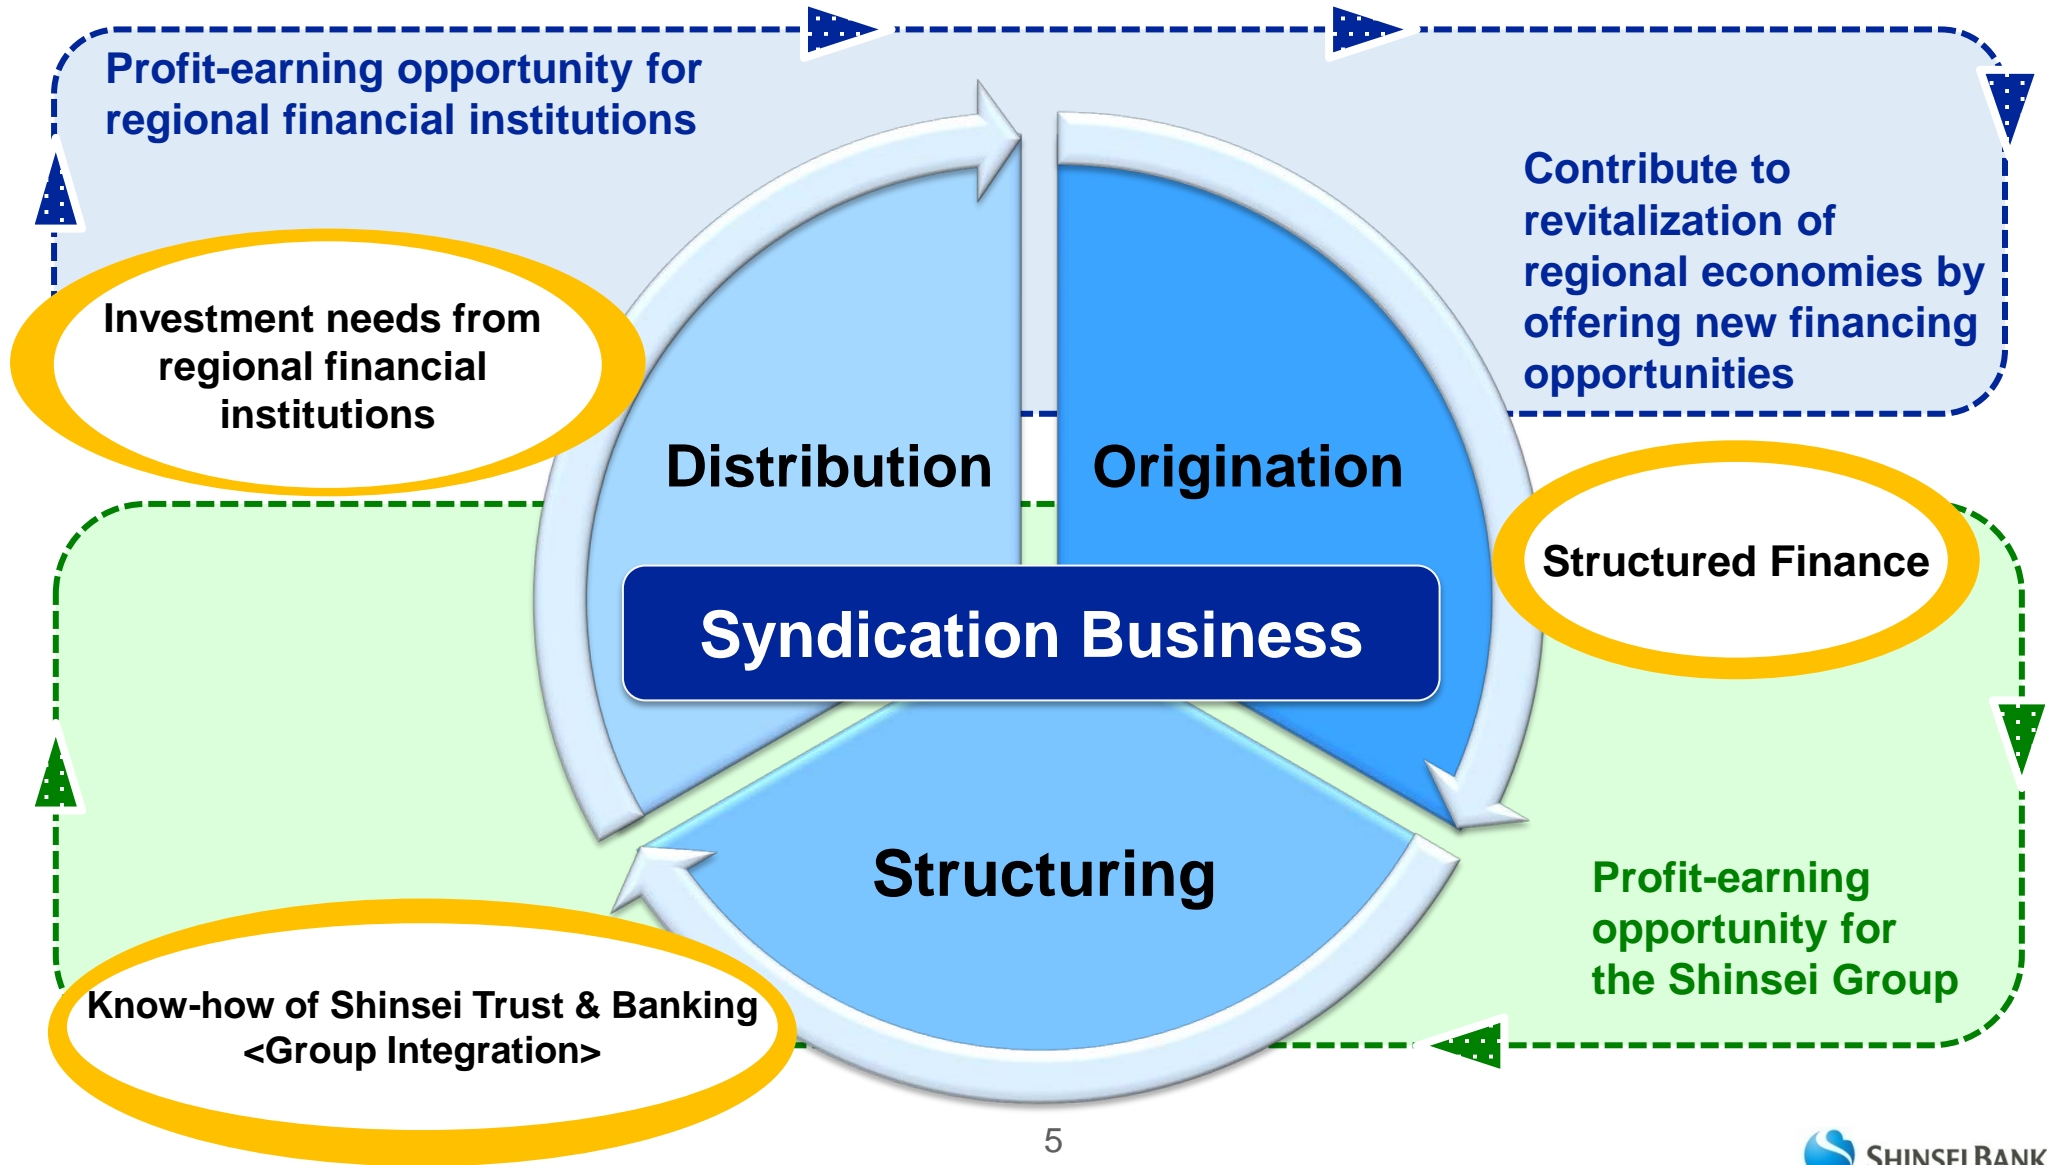 Profit-earning opportunity for
regional financial institutions
Contribute to
revitalization of
regional economies by
offering new financing
opportunities
Investment needs from
regional financial
institutions
Distribution
Origination
Structured Finance
Syndication Business
Structuring
Profit-earning
opportunity for
the Shinsei Group
Know-how of Shinsei Trust & Banking
<Group Integration>
5
SHINSEI BANK